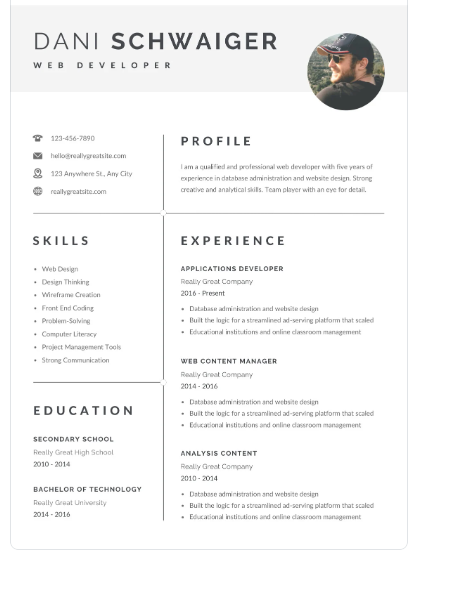 DANI SCHWAIGER
WEB DEVELOPER
123-456-7890
hello@reallygreatsite.com
123 Anywhere St., Any City
reallygreatsite.com
PROFILE
I am a qualified and professional web developer with five years of
experience in database administration and website design. Strong
creative and analytical skills. Team player with an eye for detail.
SKILLS
• Web Design
• Design Thinking
• Wireframe Creation
• Front End Coding
• Problem-Solving
• Computer Literacy
• Project Management Tools
• Strong Communication
EDUCATION
SECONDARY SCHOOL
Really Great High School
2010 - 2014
BACHELOR OF TECHNOLOGY
Really Great University
2014 - 2016
EXPERIENCE
APPLICATIONS DEVELOPER
Really Great Company
2016 - Present
• Database administration and website design
• Built the logic for a streamlined ad-serving platform that scaled
• Educational institutions and online classroom management
WEB CONTENT MANAGER
Really Great Company
2014 - 2016
• Database administration and website design
• Built the logic for a streamlined ad-serving platform that scaled
• Educational institutions and online classroom management
ANALYSIS CONTENT
Really Great Company
2010 - 2014
• Database administration and website design
• Built the logic for a streamlined ad-serving platform that scaled
• Educational institutions and online classroom management